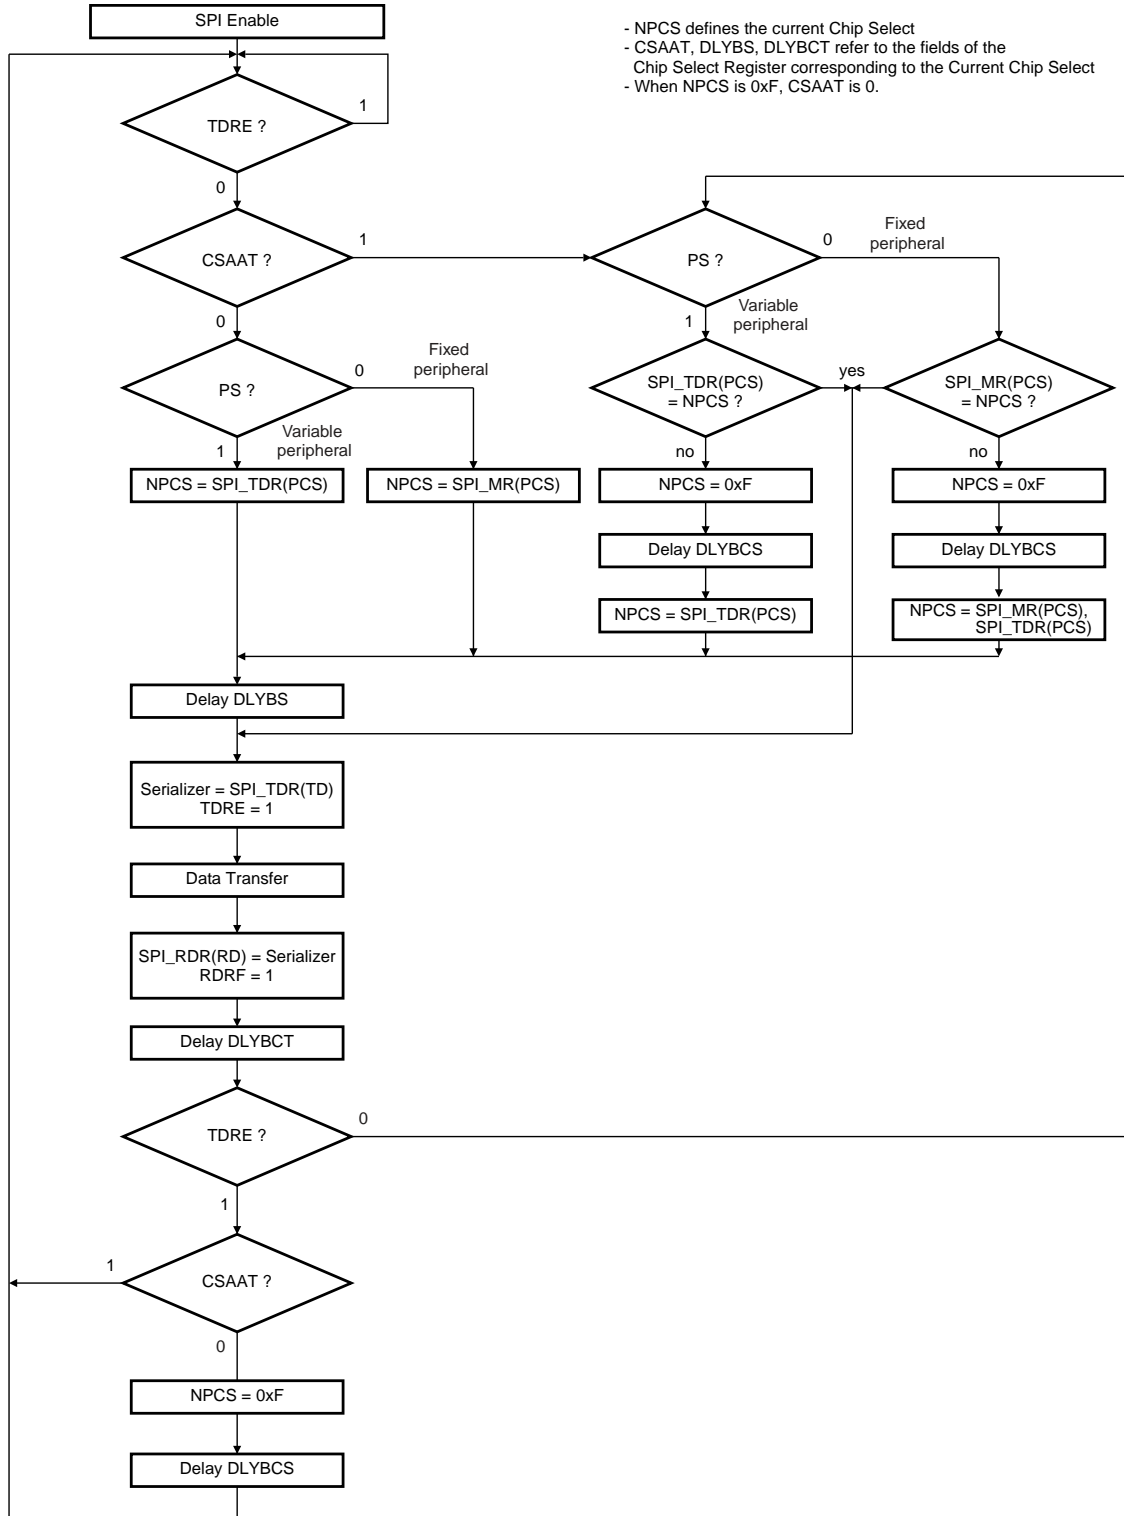 SPI Enable
- NPCS defines the current Chip Select
- CSAAT, DLYBS, DLYBCT refer to the fields of the
Chip Select Register corresponding to the Current Chip Select
- When NPCS is 0xF, CSAAT is 0.
1
TDRE ?
0
CSAAT ?
1
0
PS ?
0
Fixed
peripheral
1
Variable
peripheral
NPCS = SPI_TDR(PCS)
NPCS = SPI_MR(PCS)
PS ?
0
Fixed
peripheral
1
Variable
peripheral
SPI_TDR(PCS)
= NPCS ?
yes
SPI_MR(PCS)
= NPCS ?
no
no
NPCS = 0xF
NPCS = 0xF
Delay DLYBCS
Delay DLYBCS
NPCS = SPI_TDR(PCS)
NPCS = SPI_MR(PCS),
SPI_TDR(PCS)
Delay DLYBS
Serializer = SPI_TDR(TD)
TDRE = 1
Data Transfer
SPI_RDR(RD) = Serializer
RDRF = 1
Delay DLYBCT
TDRE ?
0
1
CSAAT ?
1
0
NPCS = 0xF
Delay DLYBCS